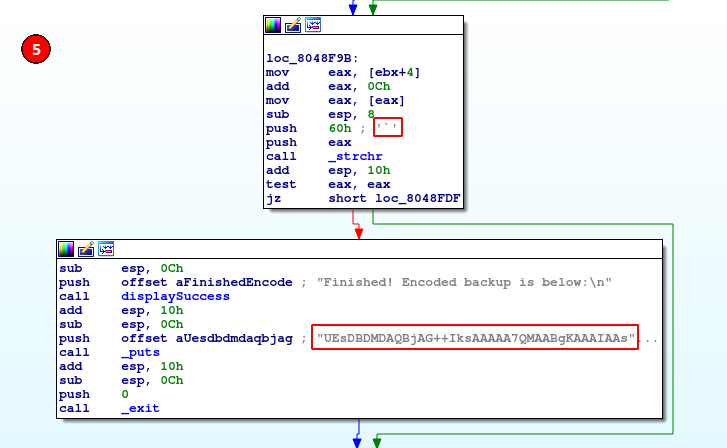 5
loc_8048F9B:
mov eax, [ebx+4]
add eax, 0Ch
mov eax, [eax]
sub esp, 8
push 60h ; '`'
push eax
call _strchr
add esp, 10h
test eax, eax
jz short loc_8048FDF
sub esp, 0Ch
push offset aFinishedEncode ; "Finished! Encoded backup is below:\n"
call displaySuccess
add esp, 10h
sub esp, 0Ch
push offset aUesdbdmdaqbjag ; "UEsDBDMDAQBjAG++IksAAAAA7QMAABgKAAAIAAs"...
call _puts
add esp, 10h
sub esp, 0Ch
push 0
call _exit